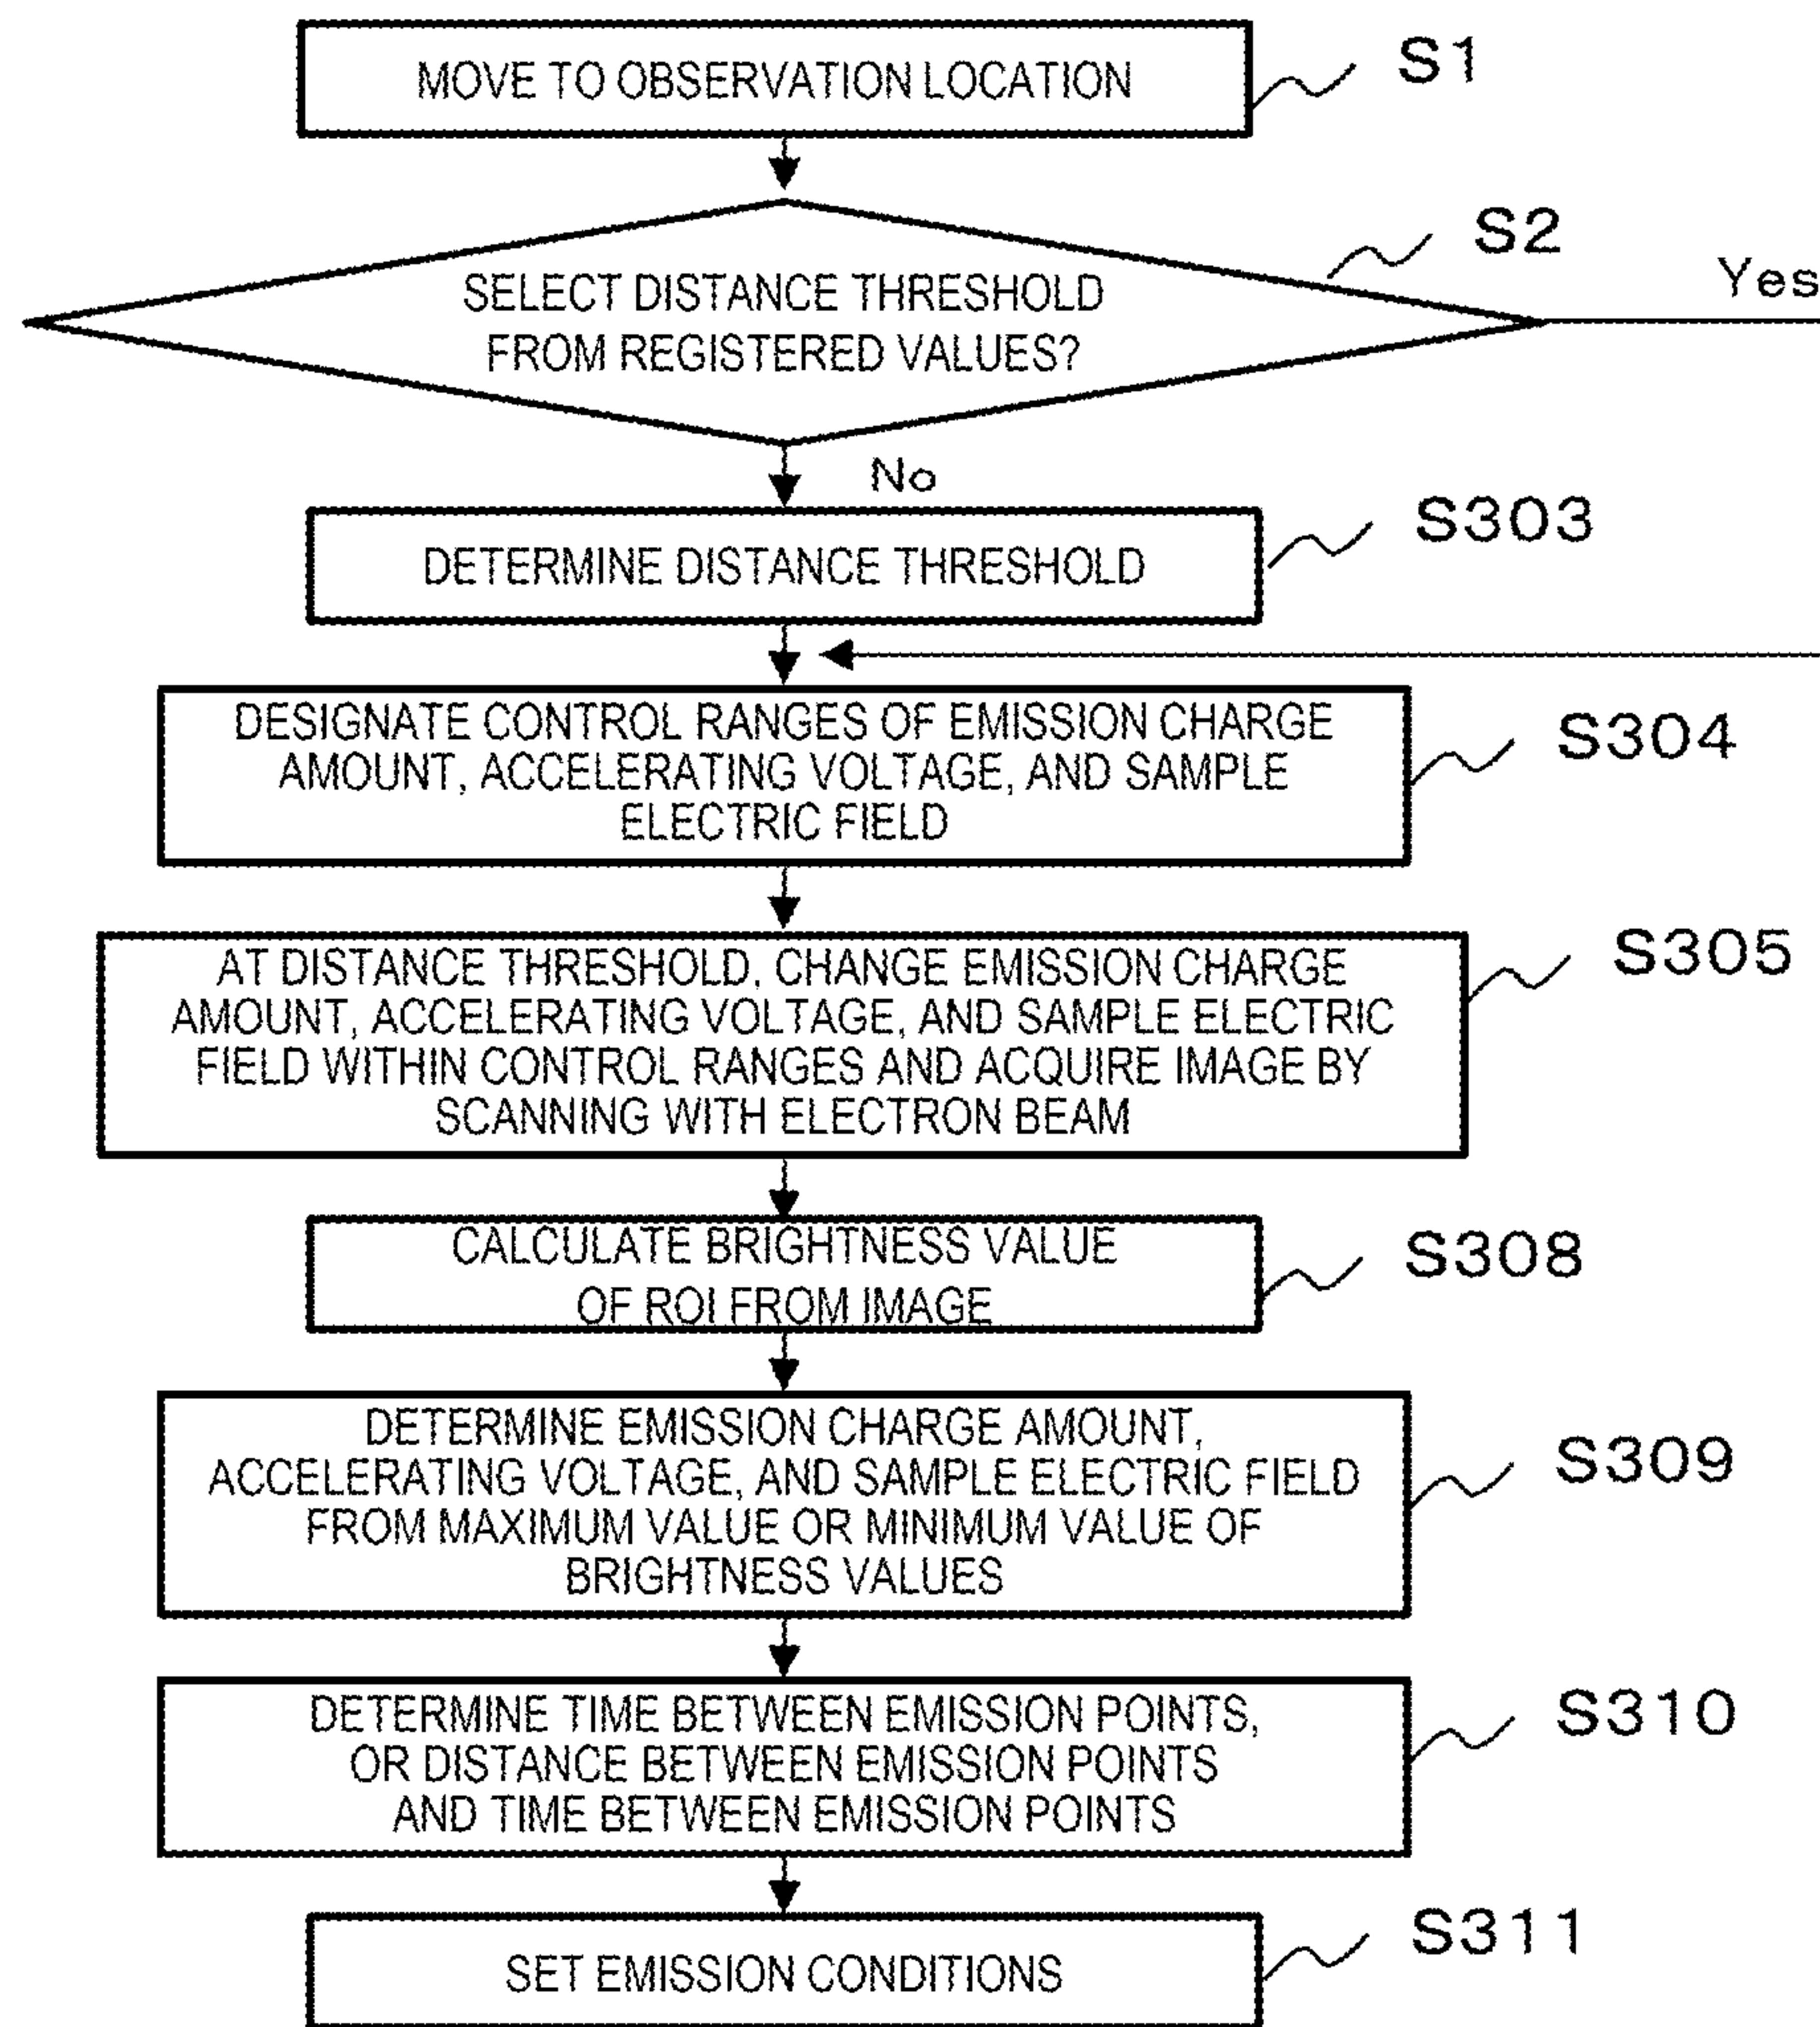 MOVE TO OBSERVATION LOCATION
S1
SELECT DISTANCE THRESHOLD
FROM REGISTERED VALUES?
S2
Yes
No
DETERMINE DISTANCE THRESHOLD
S303
DESIGNATE CONTROL RANGES OF EMISSION CHARGE
AMOUNT, ACCELERATING VOLTAGE, AND SAMPLE
ELECTRIC FIELD
S304
AT DISTANCE THRESHOLD, CHANGE EMISSION CHARGE
AMOUNT, ACCELERATING VOLTAGE, AND SAMPLE ELECTRIC
FIELD WITHIN CONTROL RANGES AND ACQUIRE IMAGE BY
SCANNING WITH ELECTRON BEAM
S305
CALCULATE BRIGHTNESS VALUE
OF ROI FROM IMAGE
S308
DETERMINE EMISSION CHARGE AMOUNT,
ACCELERATING VOLTAGE, AND SAMPLE ELECTRIC FIELD
FROM MAXIMUM VALUE OR MINIMUM VALUE OF
BRIGHTNESS VALUES
S309
DETERMINE TIME BETWEEN EMISSION POINTS,
OR DISTANCE BETWEEN EMISSION POINTS
AND TIME BETWEEN EMISSION POINTS
S310
SET EMISSION CONDITIONS
S311